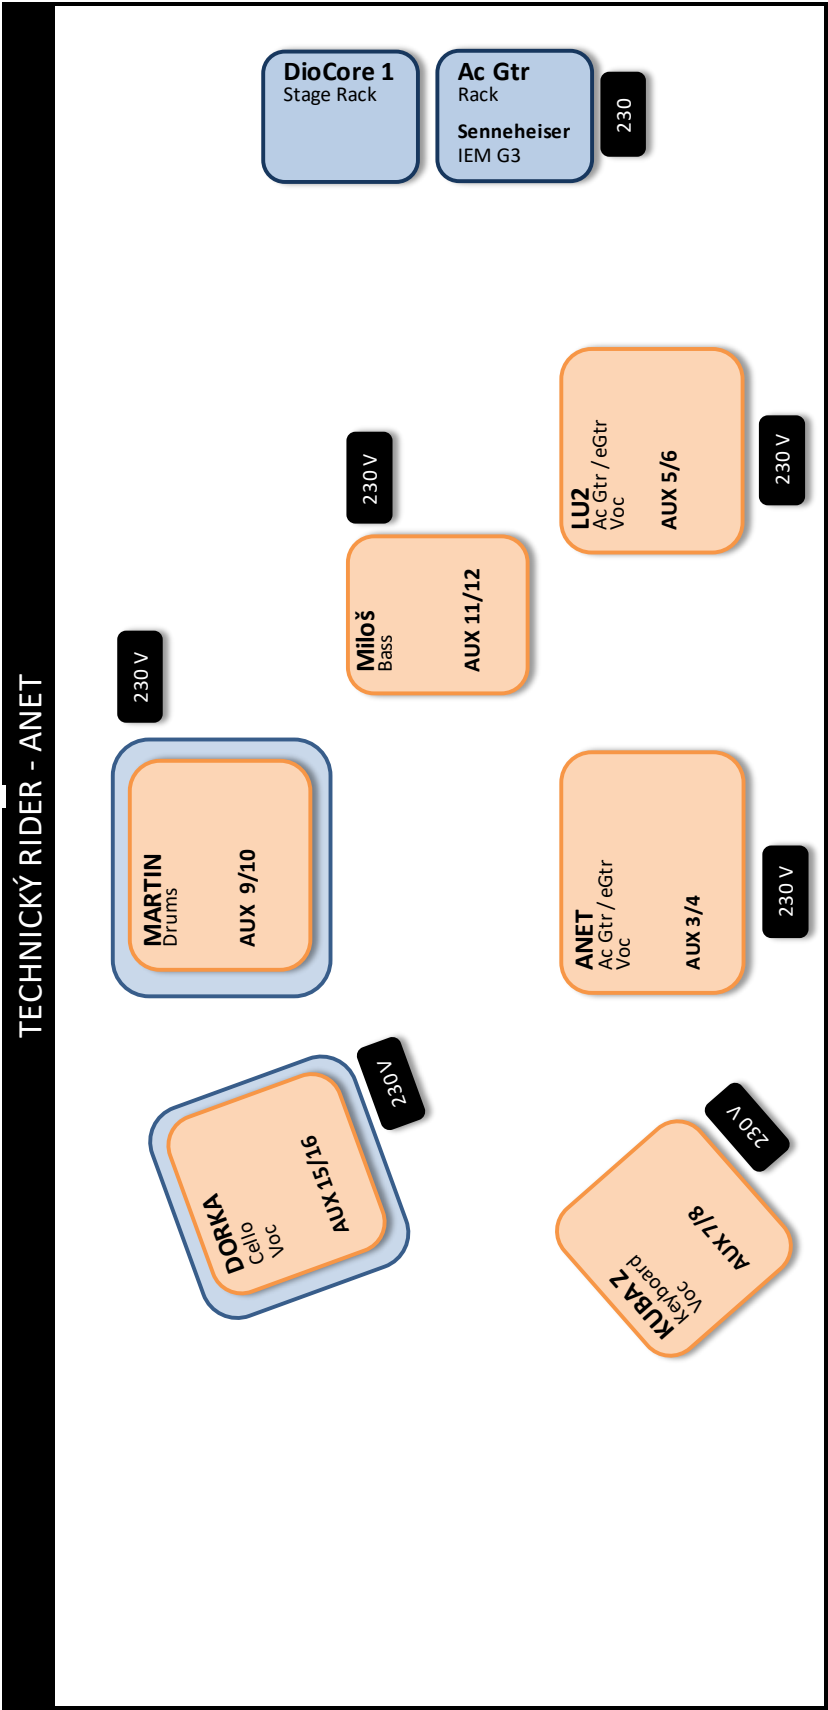 TECHNICKÝ RIDER - ANET
DORKA
Cello
Voc
AUX 15/16
230V
MARTIN
Drums
AUX 9/10
230 V
Miloš
Bass
AUX 11/12
230 V
DioCore 1
Stage Rack
Ac Gtr
Rack
Senneheiser
IEM G3
230
KUBA Z
Keyboard
Voc
AUX 7/8
230 V
ANET
Ac Gtr / eGtr
Voc
AUX 3/4
230 V
LU2
Ac Gtr / eGtr
Voc
AUX 5/6
230 V